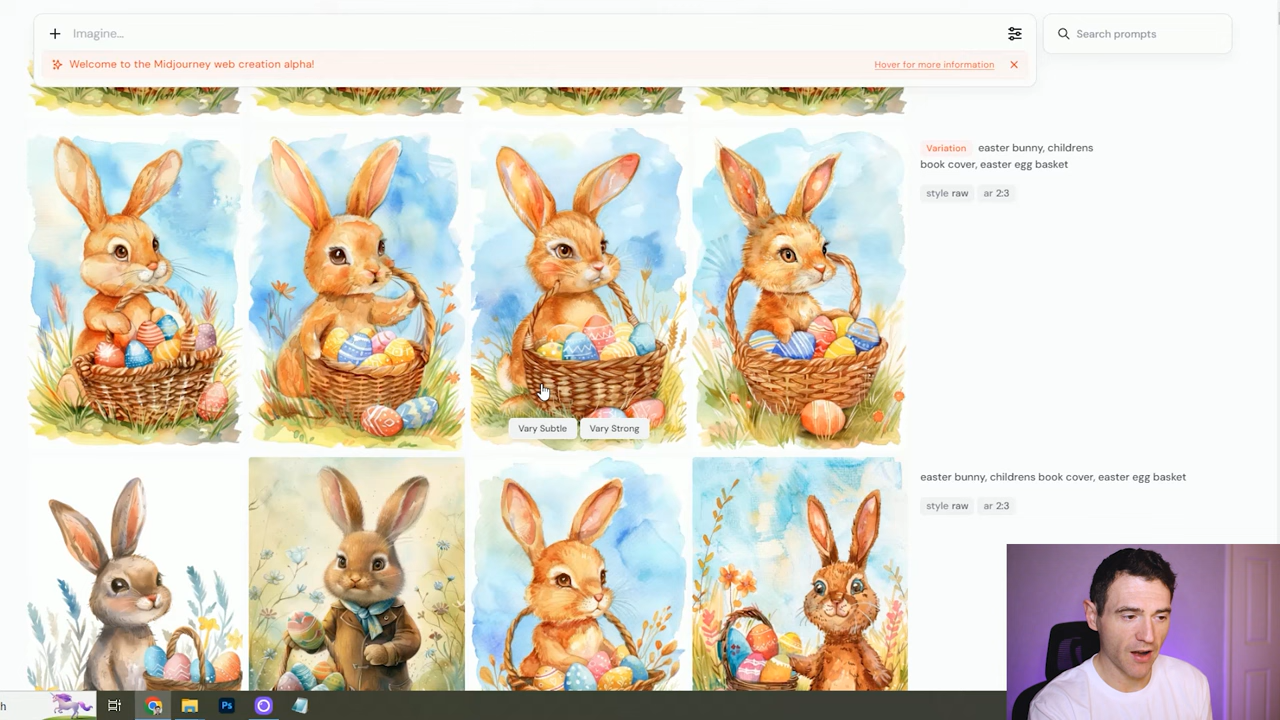 Imagine...
Search prompts
Welcome to the Midjourney web creation alpha!
Hover for more information
Variation easter bunny, childrens
book cover, easter egg basket
style raw ar 2:3
Vary Subtle Vary Strong
easter bunny, childrens book cover, easter egg basket
style raw ar 2:3
h
Ps